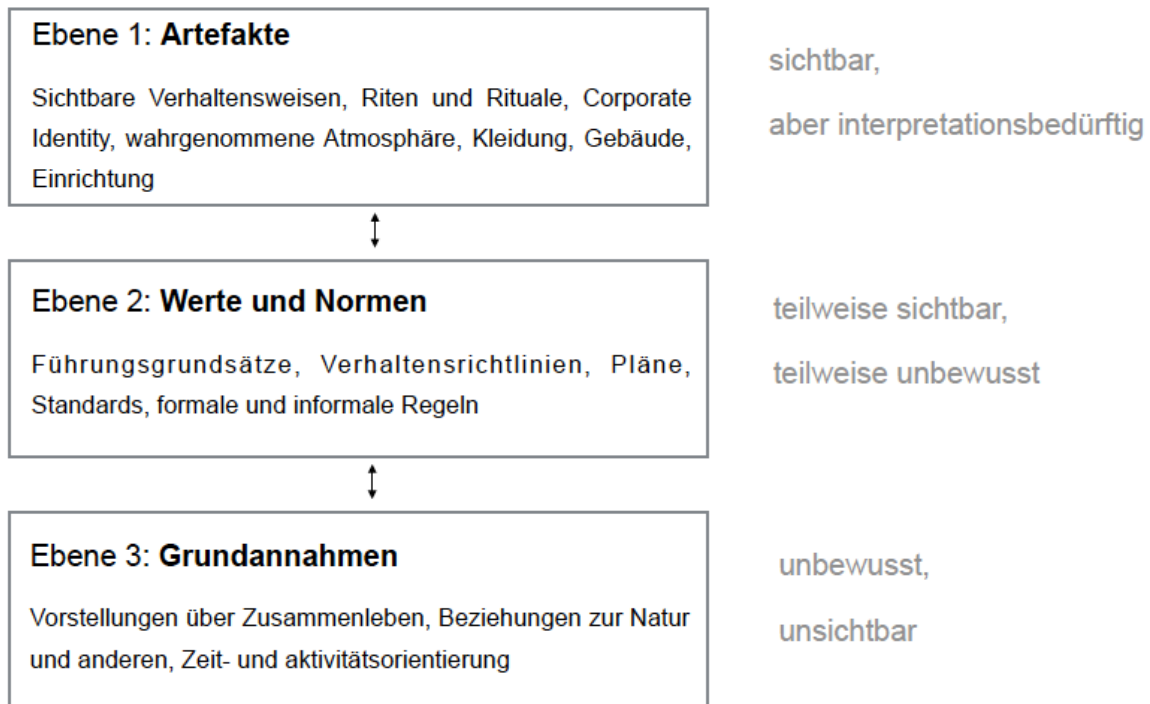 Ebene 1: Artefakte
Sichtbare Verhaltensweisen, Riten und Rituale, Corporate
Identity, wahrgenommene Atmosphäre, Kleidung, Gebäude,
Einrichtung
sichtbar,
aber interpretationsbedürftig
Ebene 2: Werte und Normen
Führungsgrundsätze, Verhaltensrichtlinien, Pläne,
Standards, formale und informale Regeln
teilweise sichtbar,
teilweise unbewusst
Ebene 3: Grundannahmen
Vorstellungen über Zusammenleben, Beziehungen zur Natur
und anderen, Zeit- und aktivitätsorientierung
unbewusst,
unsichtbar